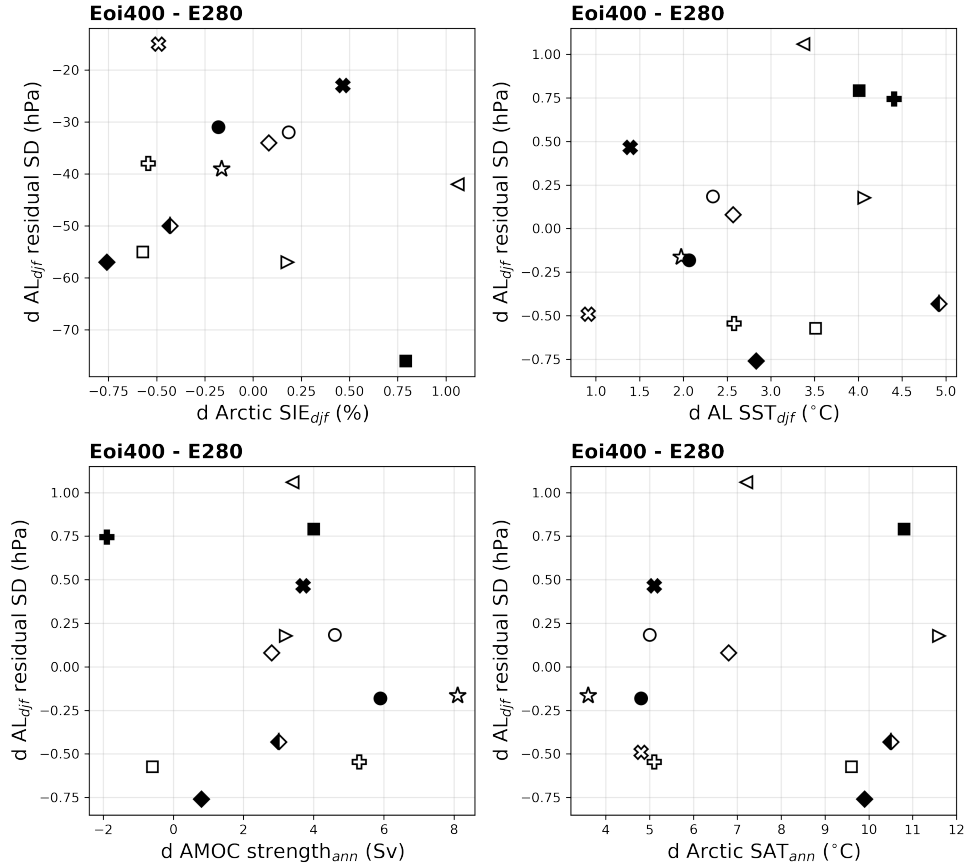 Eoi400 - E280
d AL_djf residual SD (hPa)
−20
−30
−40
−50
−60
−70
−0.75 −0.50 −0.25 0.00 0.25 0.50 0.75 1.00
d Arctic SIE_djf (%)
Eoi400 - E280
d AL_djf residual SD (hPa)
1.00
0.75
0.50
0.25
0.00
−0.25
−0.50
−0.75
1.0 1.5 2.0 2.5 3.0 3.5 4.0 4.5 5.0
d AL SST_djf (°C)
Eoi400 - E280
d AL_djf residual SD (hPa)
1.00
0.75
0.50
0.25
0.00
−0.25
−0.50
−0.75
−2 0 2 4 6 8
d AMOC strength_ann (Sv)
Eoi400 - E280
d AL_djf residual SD (hPa)
1.00
0.75
0.50
0.25
0.00
−0.25
−0.50
−0.75
4 5 6 7 8 9 10 11 12
d Arctic SAT_ann (°C)